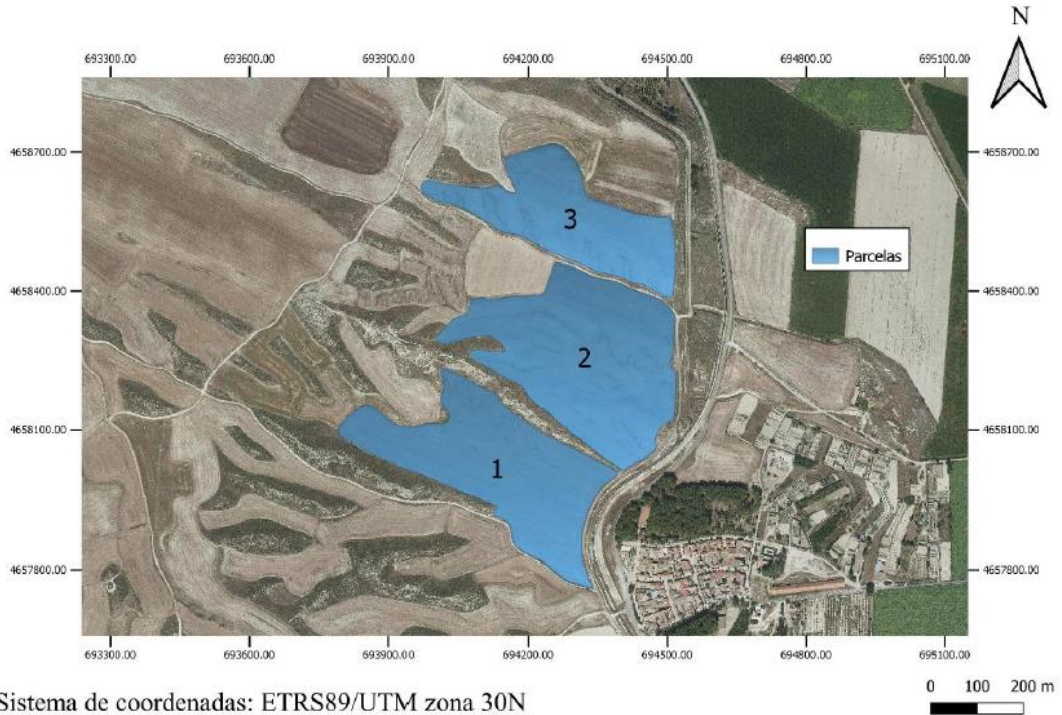 N
693300.00 693600.00 693900.00 694200.00 694500.00 694800.00 695100.00
4658700.00 4658700.00
3
Parcelas
4658400.00 4658400.00
2
4658100.00 4658100.00
1
4657800.00 4657800.00
693300.00 693600.00 693900.00 694200.00 694500.00 694800.00 695100.00
Sistema de coordenadas: ETRS89/UTM zona 30N
0 100 200 m